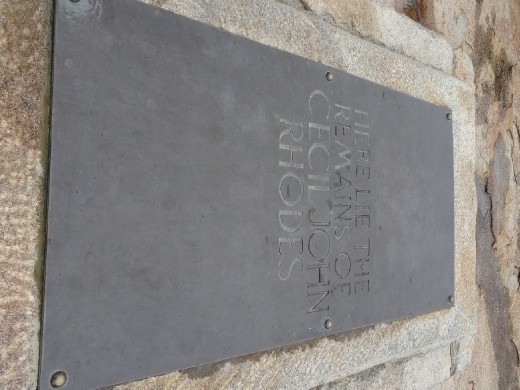 HERE LIE THE
REMAINS OF
CECIL JOHN
RHODES